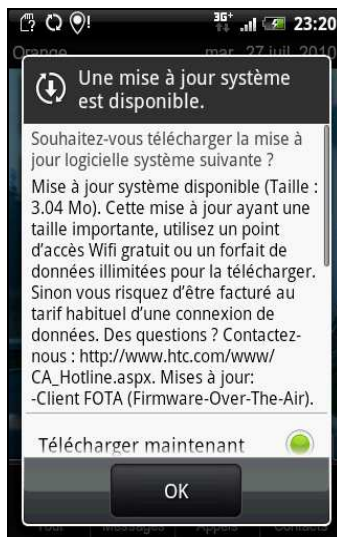 3G+ 23:20
Orange mar. 27 juil. 2010
Une mise à jour système
est disponible.
Souhaitez-vous télécharger la mise à
jour logicielle système suivante ?
Mise à jour système disponible (Taille :
3.04 Mo). Cette mise à jour ayant une
taille importante, utilisez un point
d'accès Wifi gratuit ou un forfait de
données illimitées pour la télécharger.
Sinon vous risquez d'être facturé au
tarif habituel d'une connexion de
données. Des questions ? Contactez-
nous : http://www.htc.com/www/
CA_Hotline.aspx. Mises à jour:
-Client FOTA (Firmware-Over-The-Air).
Télécharger maintenant
OK